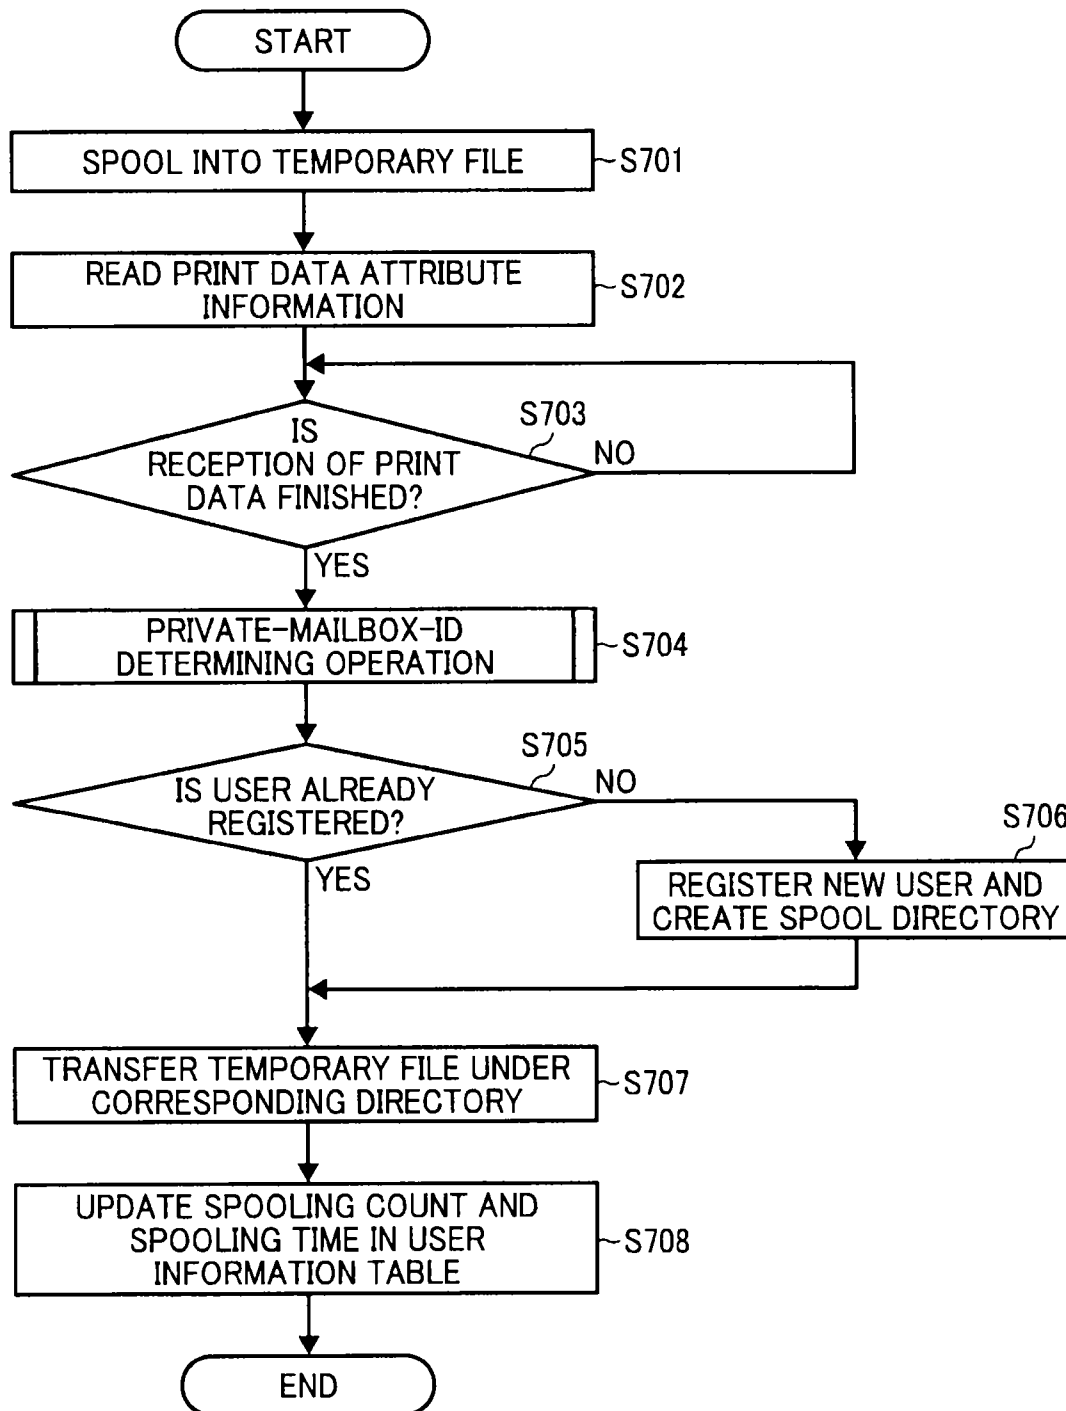 START
SPOOL INTO TEMPORARY FILE
S701
READ PRINT DATA ATTRIBUTE
INFORMATION
S702
IS
RECEPTION OF PRINT
DATA FINISHED?
S703
NO
YES
PRIVATE-MAILBOX-ID
DETERMINING OPERATION
S704
IS USER ALREADY
REGISTERED?
S705
NO
YES
S706
REGISTER NEW USER AND
CREATE SPOOL DIRECTORY
TRANSFER TEMPORARY FILE UNDER
CORRESPONDING DIRECTORY
S707
UPDATE SPOOLING COUNT AND
SPOOLING TIME IN USER
INFORMATION TABLE
S708
END